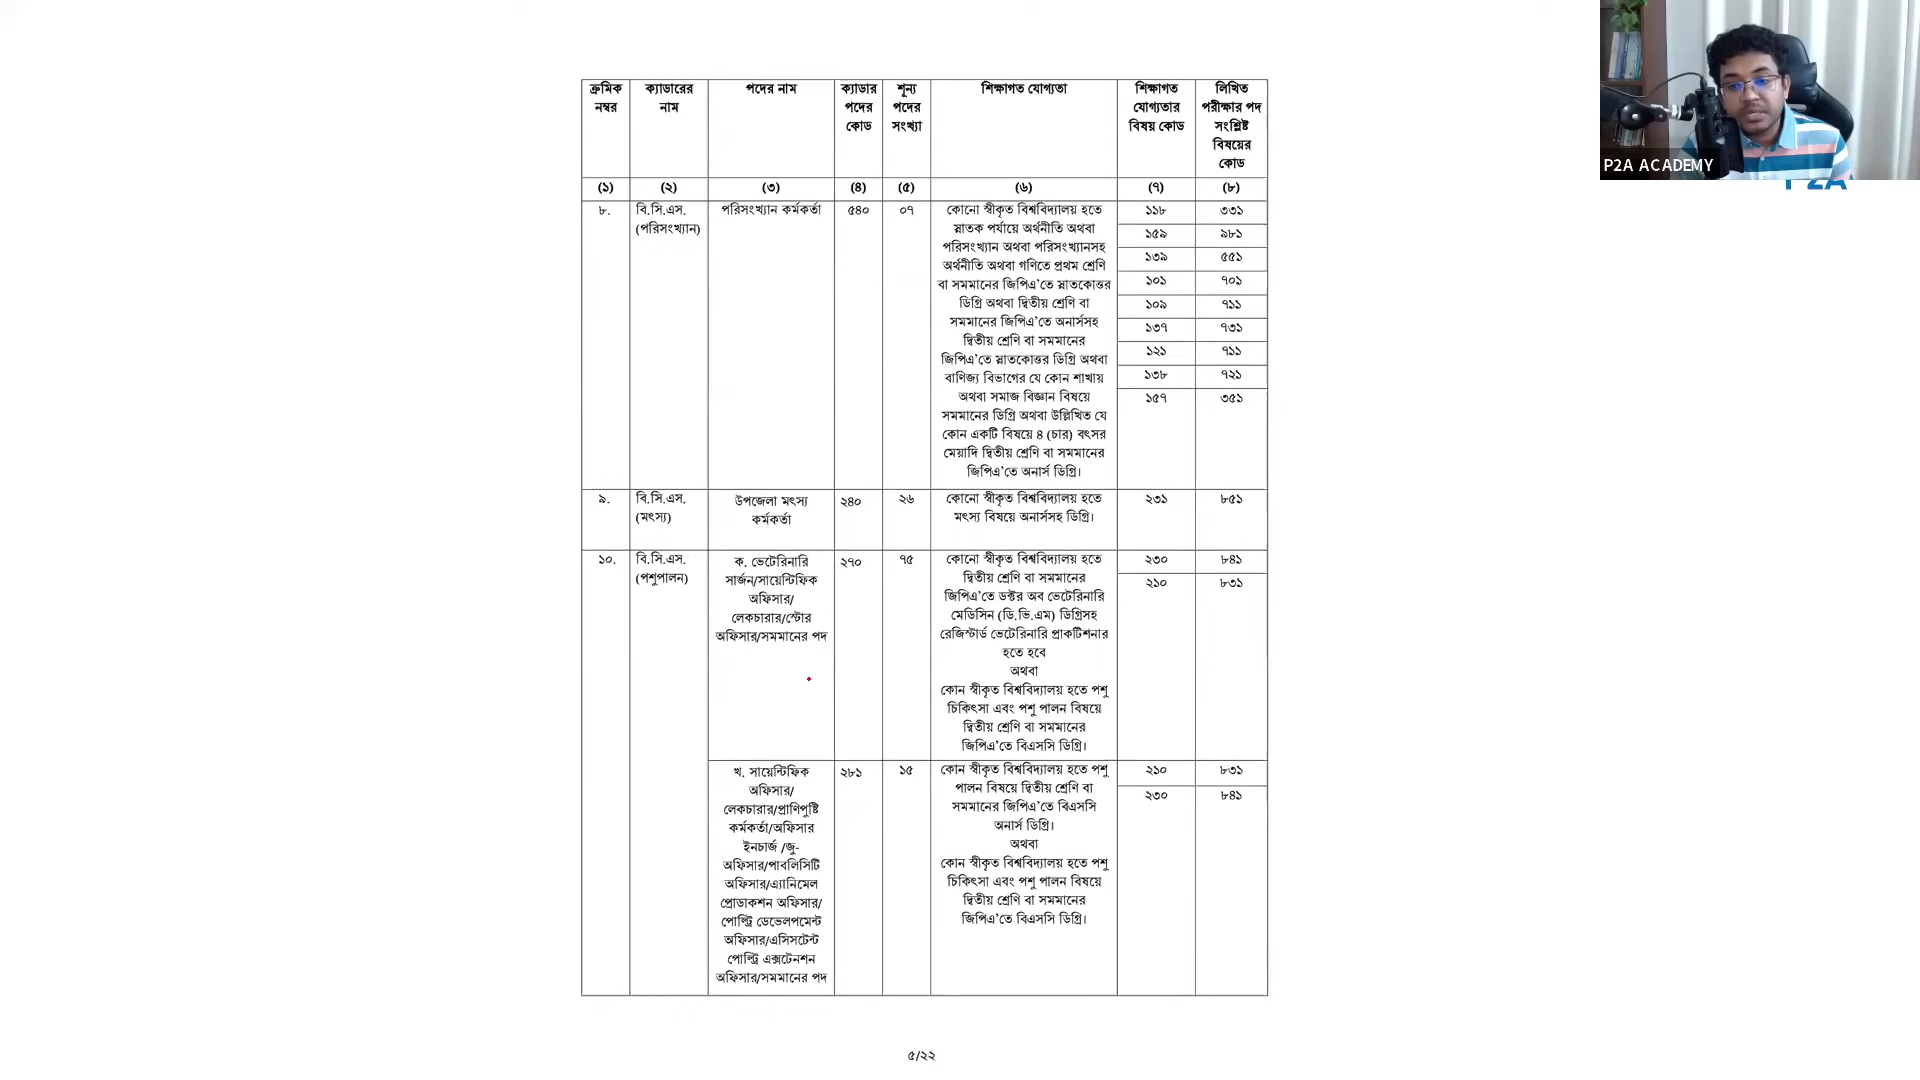 ক্রমিক নম্বর
ক্যাডারের নাম
পদের নাম
ক্যাডার পদের কোড
শূন্য পদের সংখ্যা
শিক্ষাগত যোগ্যতা
শিক্ষাগত যোগ্যতার বিষয় কোড
লিখিত পরীক্ষার পদ সংশ্লিষ্ট বিষয়ের কোড
(১) (২) (৩) (৪) (৫) (৬) (৭) (৮)
৮.
বি.সি.এস.
(পরিসংখ্যান)
পরিসংখ্যান কর্মকর্তা
৫৪০
০৭
কোনো স্বীকৃত বিশ্ববিদ্যালয় হতে
স্নাতক পর্যায়ে অর্থনীতি অথবা
পরিসংখ্যান অথবা পরিসংখ্যানসহ
অর্থনীতি অথবা গণিতে প্রথম শ্রেণি
বা সমমানের জিপিএ'তে স্নাতকোত্তর
ডিগ্রি অথবা দ্বিতীয় শ্রেণি বা
সমমানের জিপিএ'তে অনার্সসহ
দ্বিতীয় শ্রেণি বা সমমানের
জিপিএ'তে স্নাতকোত্তর ডিগ্রি অথবা
বাণিজ্য বিভাগের যে কোন শাখায়
অথবা সমাজ বিজ্ঞান বিষয়ে
সমমানের ডিগ্রি অথবা উল্লিখিত যে
কোন একটি বিষয়ে ৪ (চার) বৎসর
মেয়াদি দ্বিতীয় শ্রেণি বা সমমানের
জিপিএ'তে অনার্স ডিগ্রি।
১১৮ ৩৩১
১৫৯ ৯৮১
১৩৯ ৫৫১
১০১ ৭০১
১০৯ ৭১১
১৩৭ ৭৩১
১২১ ৭১১
১৩৮ ৭২১
১৫৭ ৩৫১
৯.
বি.সি.এস.
(মৎস্য)
উপজেলা মৎস্য
কর্মকর্তা
২৪০
২৬
কোনো স্বীকৃত বিশ্ববিদ্যালয় হতে
মৎস্য বিষয়ে অনার্সসহ ডিগ্রি।
২৩১ ৮৫১
১০.
বি.সি.এস.
(পশুপালন)
ক. ভেটেরিনারি
সার্জন/সায়েন্টিফিক
অফিসার/
লেকচারার/স্টোর
অফিসার/সমমানের পদ
২৭০
৭৫
কোনো স্বীকৃত বিশ্ববিদ্যালয় হতে
দ্বিতীয় শ্রেণি বা সমমানের
জিপিএ'তে ডক্টর অব ভেটেরিনারি
মেডিসিন (ডি.ভি.এম) ডিগ্রিসহ
রেজিস্টার্ড ভেটেরিনারি প্রাকটিশনার
হতে হবে
অথবা
কোন স্বীকৃত বিশ্ববিদ্যালয় হতে পশু
চিকিৎসা এবং পশু পালন বিষয়ে
দ্বিতীয় শ্রেণি বা সমমানের
জিপিএ'তে বিএসসি ডিগ্রি।
২৩০ ৮৪১
২১০ ৮৩১
খ. সায়েন্টিফিক
অফিসার/
লেকচারার/প্রাণিপুষ্টি
কর্মকর্তা/অফিসার
ইনচার্জ /জু-
অফিসার/পাবলিসিটি
অফিসার/এ্যানিমেল
প্রোডাকশন অফিসার/
পোল্ট্রি ডেভেলপমেন্ট
অফিসার/এসিসটেন্ট
পোল্ট্রি এক্সটেনশন
অফিসার/সমমানের পদ
২৮১
১৫
কোন স্বীকৃত বিশ্ববিদ্যালয় হতে পশু
পালন বিষয়ে দ্বিতীয় শ্রেণি বা
সমমানের জিপিএ'তে বিএসসি
অনার্স ডিগ্রি।
অথবা
কোন স্বীকৃত বিশ্ববিদ্যালয় হতে পশু
চিকিৎসা এবং পশু পালন বিষয়ে
দ্বিতীয় শ্রেণি বা সমমানের
জিপিএ'তে বিএসসি ডিগ্রি।
২১০ ৮৩১
২৩০ ৮৪১
৫/২২
P2A ACADEMY
P2A